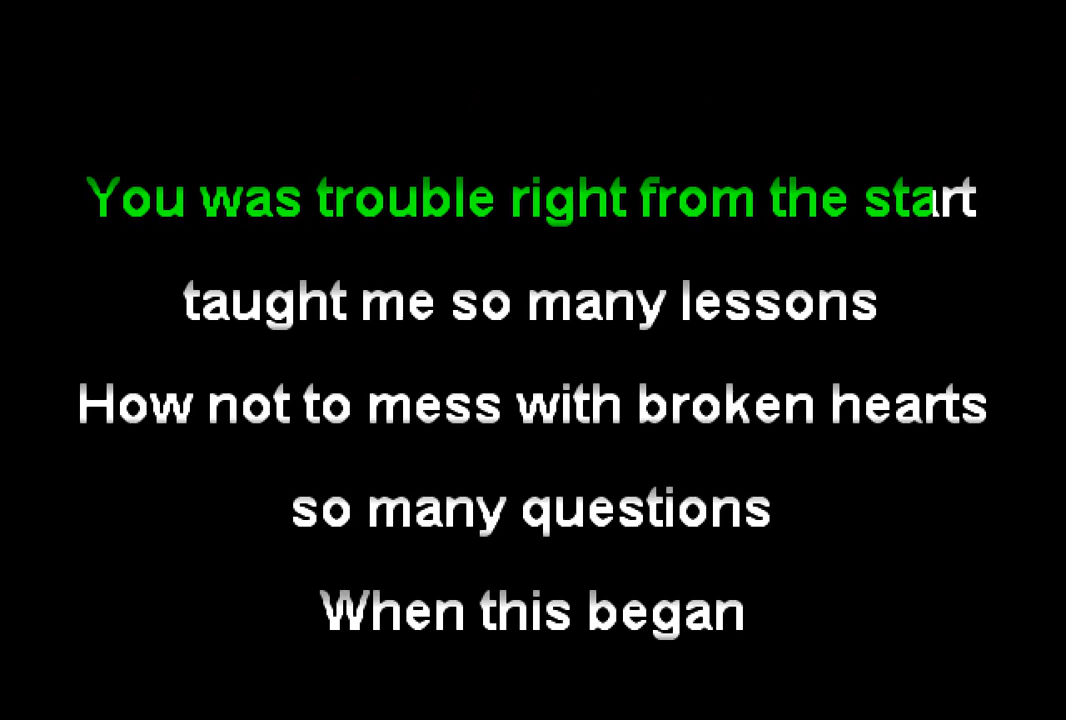 You was trouble right from the start
taught me so many lessons
How not to mess with broken hearts
so many questions
When this began